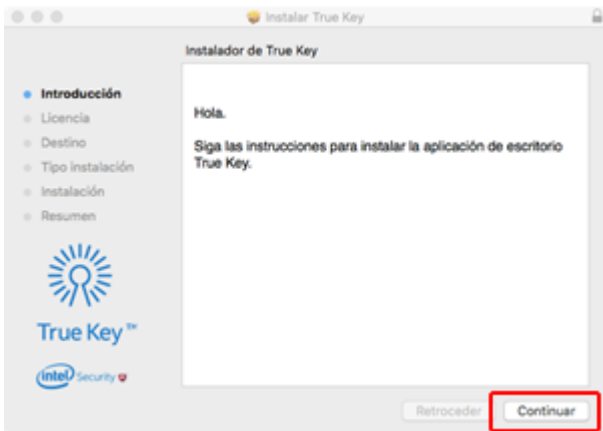 Instalar True Key
Instalador de True Key
Introducción
Licencia
Destino
Tipo instalación
Instalación
Resumen
Hola.
Siga las instrucciones para instalar la aplicación de escritorio
True Key.
True Key™
intel Security
Retroceder
Continuar